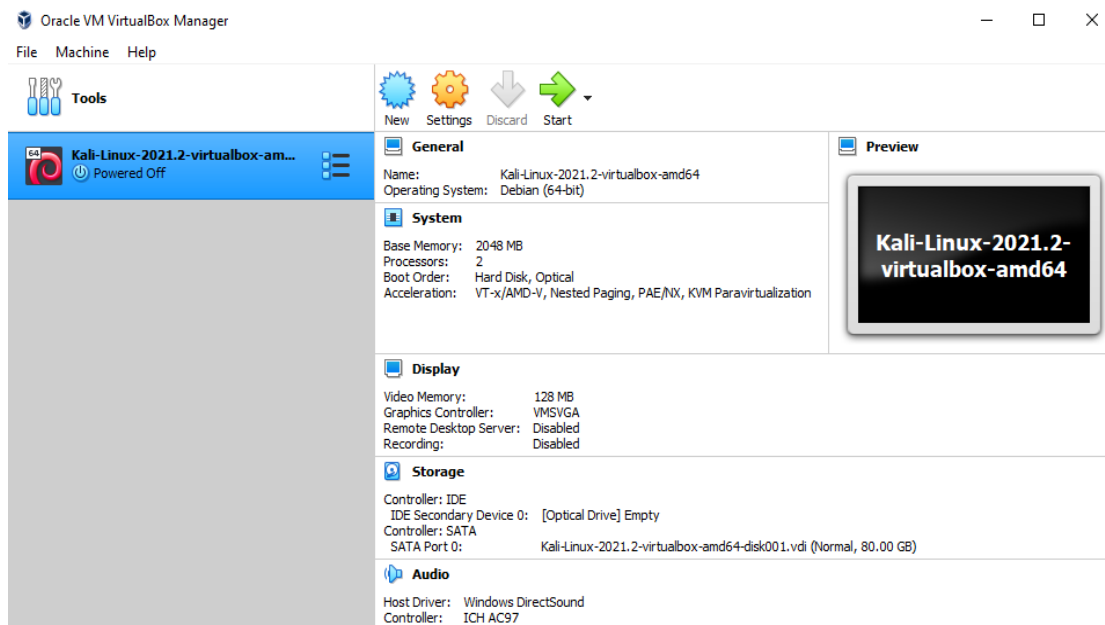 Oracle VM VirtualBox Manager
File Machine Help
Tools
New Settings Discard Start
64
Kali-Linux-2021.2-virtualbox-am...
Powered Off
General
Name: Kali-Linux-2021.2-virtualbox-amd64
Operating System: Debian (64-bit)
System
Base Memory: 2048 MB
Processors: 2
Boot Order: Hard Disk, Optical
Acceleration: VT-x/AMD-V, Nested Paging, PAE/NX, KVM Paravirtualization
Preview
Kali-Linux-2021.2-
virtualbox-amd64
Display
Video Memory: 128 MB
Graphics Controller: VMSVGA
Remote Desktop Server: Disabled
Recording: Disabled
Storage
Controller: IDE
IDE Secondary Device 0: [Optical Drive] Empty
Controller: SATA
SATA Port 0: Kali-Linux-2021.2-virtualbox-amd64-disk001.vdi (Normal, 80.00 GB)
Audio
Host Driver: Windows DirectSound
Controller: ICH AC97